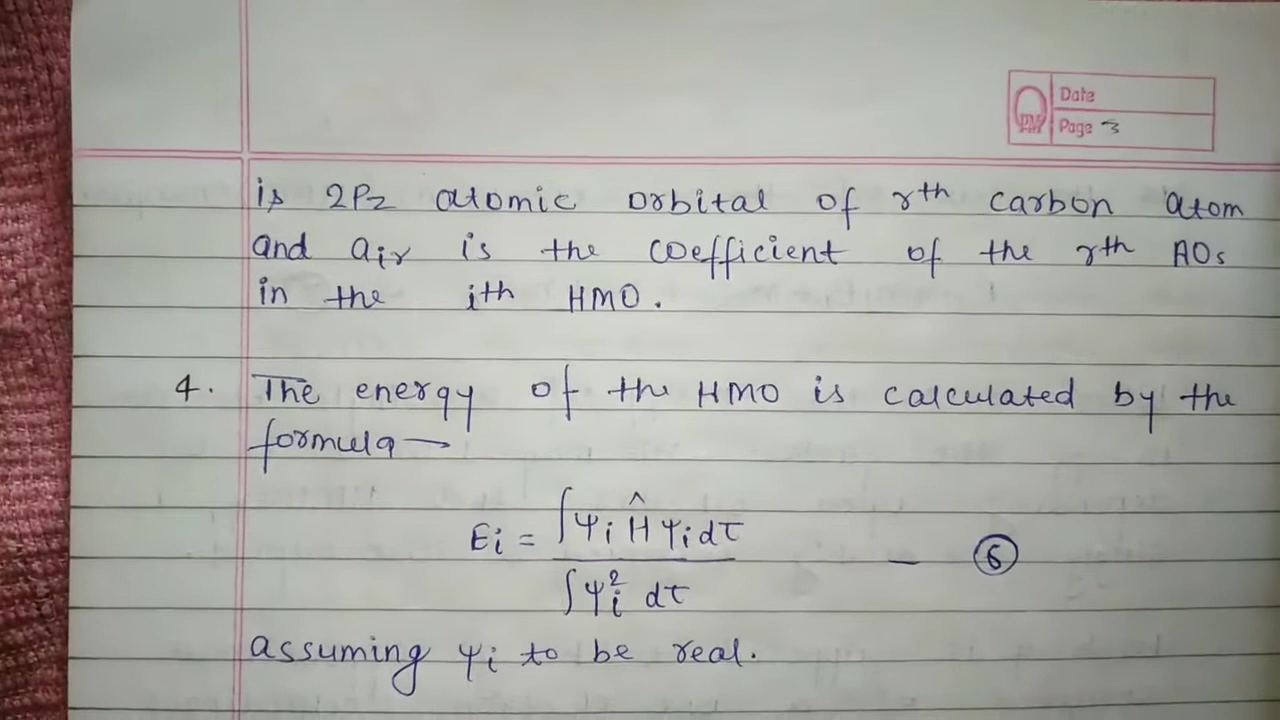 Date
Page 3
is 2Pz atomic orbital of rth carbon atom
and air is the coefficient of the rth AOs
in the ith HMO.
4. The energy of the HMO is calculated by the
formula →
Ei = ∫ψi Ĥ ψi dτ / ∫ψi² dτ — ⑥
assuming ψi to be real.